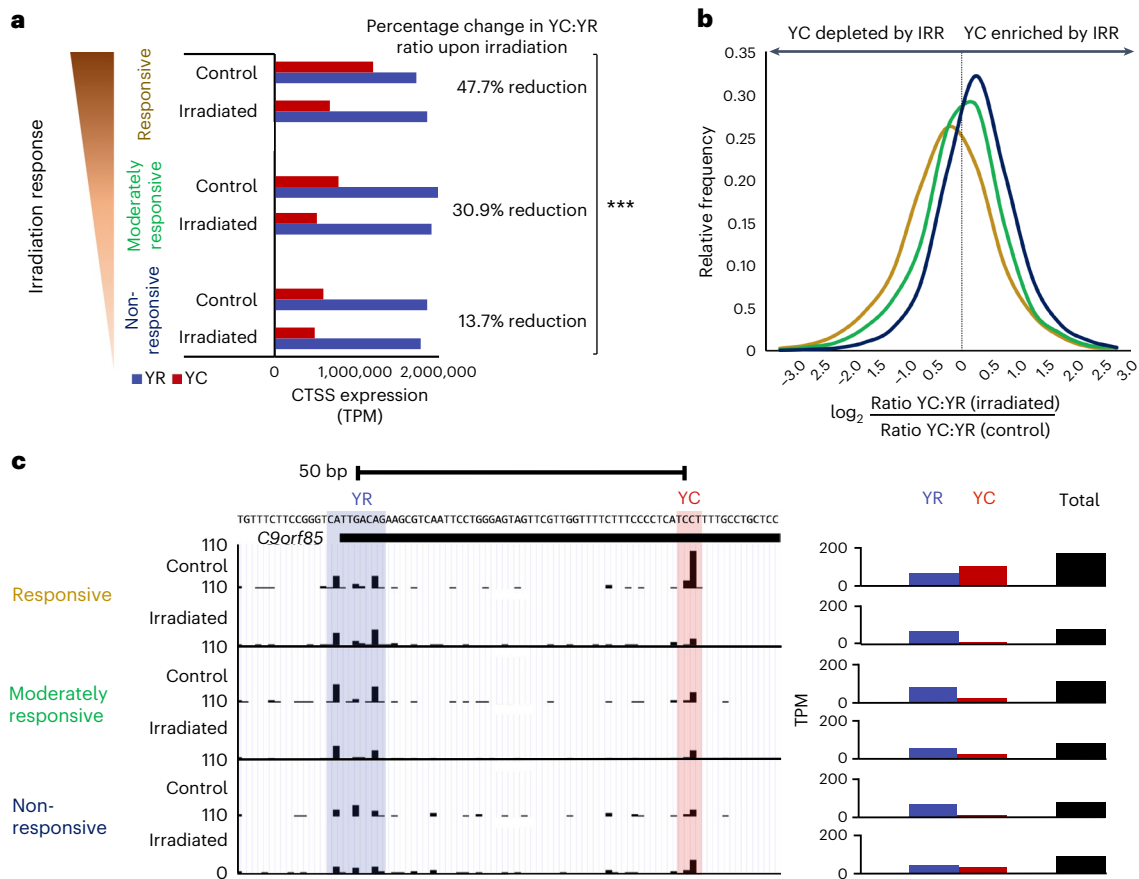 a
Percentage change in YC:YR
ratio upon irradiation
Irradiation response
Responsive
Control
Irradiated
47.7% reduction
Moderately
responsive
Control
Irradiated
30.9% reduction
***
Non-
responsive
Control
Irradiated
13.7% reduction
YR YC
0 1,000,000 2,000,000
CTSS expression
(TPM)
b
YC depleted by IRR YC enriched by IRR
Relative frequency
0.35
0.30
0.25
0.20
0.15
0.10
0.5
0
–3.0 2.5 –2.0 1.5 –1.0 0.5 0 0.5 1.5 2.0 2.5 3.0
log2 Ratio YC:YR (irradiated)
Ratio YC:YR (control)
c
50 bp
YR YC
TGTTTCTTCCGGGTCATTGACAGAAGCGTCAATTCCTGGGAGTAGTTCGTTGGTTTTCTTTCCCCTCATCCTTTTGCCTGCTCC
C9orf85
YR YC Total
TPM
Responsive
110
Control
110
200
0
Irradiated
110
200
0
Moderately
responsive
Control
110
200
0
Irradiated
110
200
0
Non-
responsive
Control
110
200
0
Irradiated
0
200
0